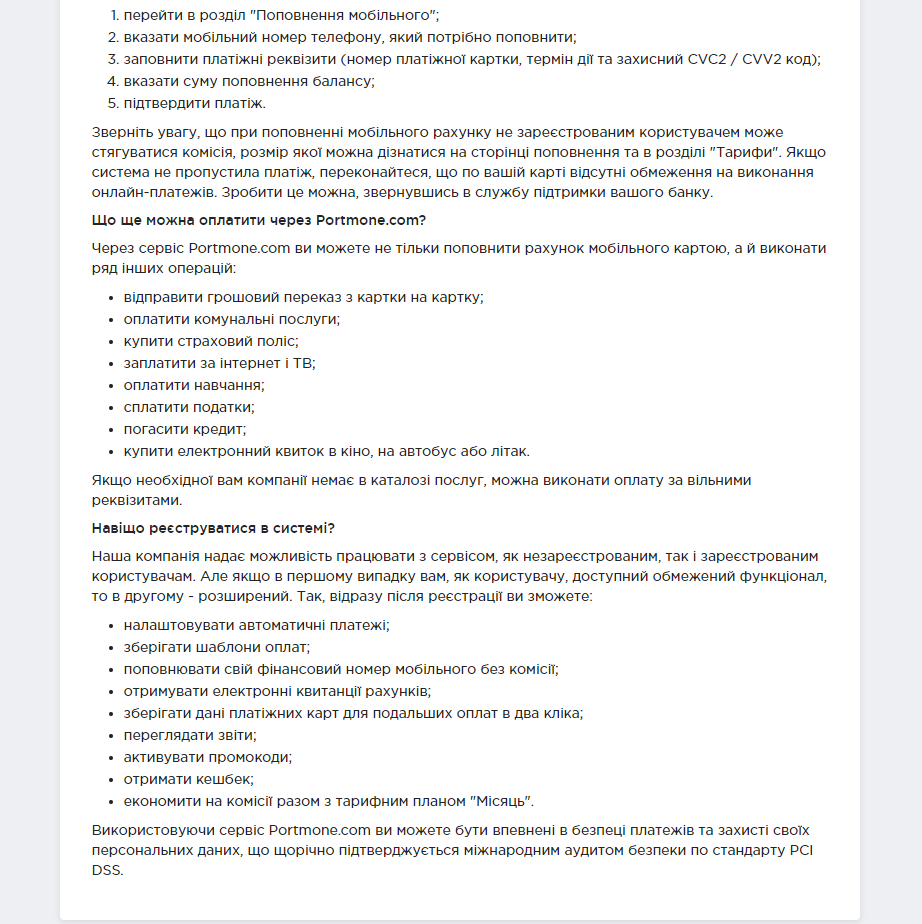 1. перейти в розділ "Поповнення мобільного";
2. вказати мобільний номер телефону, який потрібно поповнити;
3. заповнити платіжні реквізити (номер платіжної картки, термін дії та захисний CVC2 / CVV2 код);
4. вказати суму поповнення балансу;
5. підтвердити платіж.
Зверніть увагу, що при поповненні мобільного рахунку не зареєстрованим користувачем може
стягуватися комісія, розмір якої можна дізнатися на сторінці поповнення та в розділі "Тарифи". Якщо
система не пропустила платіж, переконайтеся, що по вашій карті відсутні обмеження на виконання
онлайн-платежів. Зробити це можна, звернувшись в службу підтримки вашого банку.
Що ще можна оплатити через Portmone.com?
Через сервіс Portmone.com ви можете не тільки поповнити рахунок мобільного картою, а й виконати
ряд інших операцій:
• відправити грошовий переказ з картки на картку;
• оплатити комунальні послуги;
• купити страховий поліс;
• заплатити за інтернет і ТВ;
• оплатити навчання;
• сплатити податки;
• погасити кредит;
• купити електронний квиток в кіно, на автобус або літак.
Якщо необхідної вам компанії немає в каталозі послуг, можна виконати оплату за вільними
реквізитами.
Навіщо реєструватися в системі?
Наша компанія надає можливість працювати з сервісом, як незареєстрованим, так і зареєстрованим
користувачам. Але якщо в першому випадку вам, як користувачу, доступний обмежений функціонал,
то в другому - розширений. Так, відразу після реєстрації ви зможете:
• налаштовувати автоматичні платежі;
• зберігати шаблони оплат;
• поповнювати свій фінансовий номер мобільного без комісії;
• отримувати електронні квитанції рахунків;
• зберігати дані платіжних карт для подальших оплат в два кліка;
• переглядати звіти;
• активувати промокоди;
• отримати кешбек;
• економити на комісії разом з тарифним планом "Місяць".
Використовуючи сервіс Portmone.com ви можете бути впевнені в безпеці платежів та захисті своїх
персональних даних, що щорічно підтверджується міжнародним аудитом безпеки по стандарту PCI
DSS.